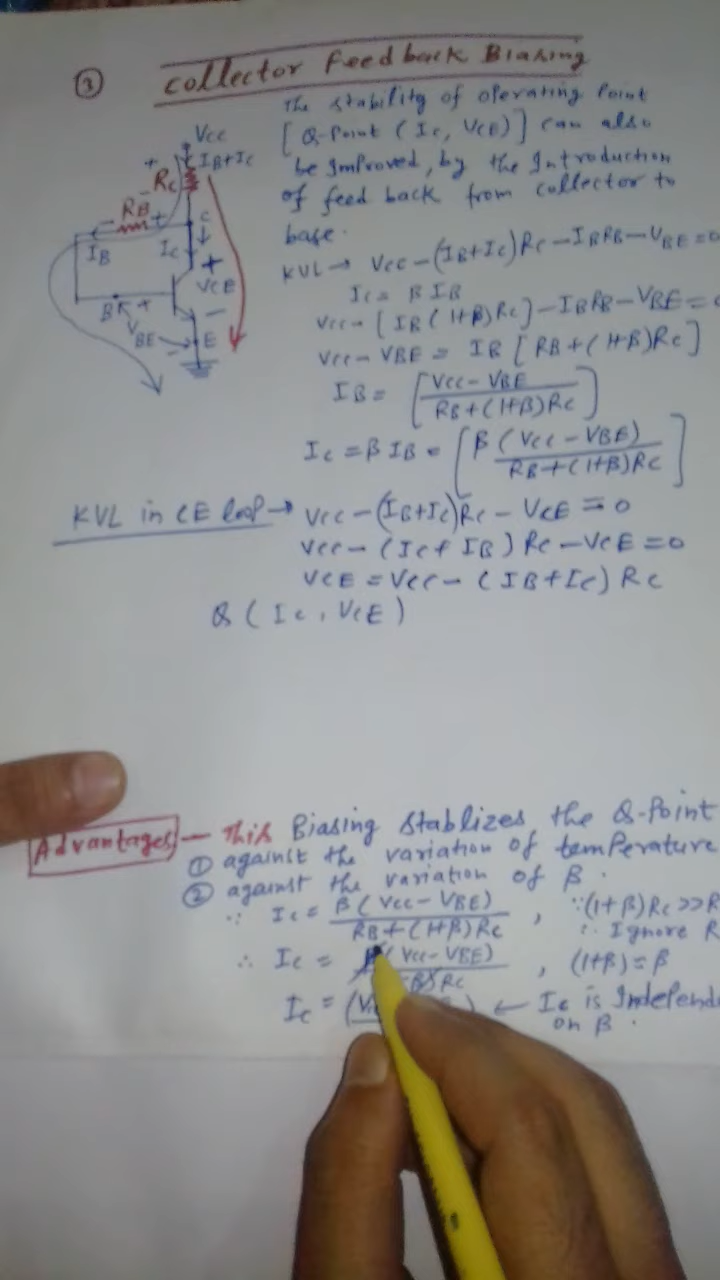 ③ Collector Feedback Biasing
The stability of operating Point
[Q-Point (Ic, VCE)] can also
be Improved, by the Introduction
of feed back from collector to
base.
Vcc
+ IB+Ic
Rc
-
RB
- +
C
IB
Ic
+
VCE
B +
VBE
-
-
E
KVL → Vcc-(IB+Ic)Rc-IBRB-VBE=0
Ic = βIB
Vcc-[IB(1+β)Rc]-IBRB-VBE=
Vcc-VBE = IB[RB+(1+β)Rc]
IB = [Vcc-VBE / RB+(1+β)Rc]
Ic = βIB = [β(Vcc-VBE) / RB+(1+β)Rc]
KVL in CE loop → Vcc-(IB+Ic)Rc-VCE=0
Vcc-(Ic+IB)Rc-VCE=0
VCE=Vcc-(IB+Ic)Rc
Q(Ic, VCE)
Advantages - This Biasing Stablizes the Q-Point
① against the variation of temperature
② against the variation of β.
∵ Ic = β(Vcc-VBE) / RB+(1+β)Rc , ∵(1+β)Rc>>R
∴ Ignore R
∴ Ic = β(Vcc-VBE) / β Rc , (1+β)=β
Ic = (V ← Ic is Independ
on β.